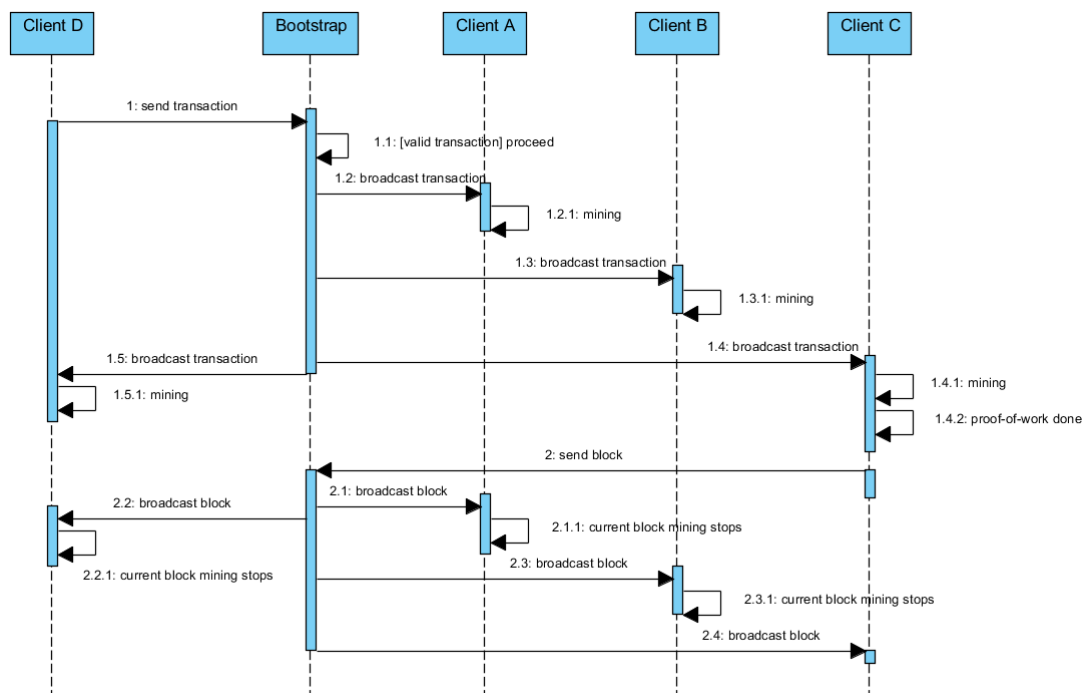 Client D
Bootstrap
Client A
Client B
Client C
1: send transaction
1.1: [valid transaction] proceed
1.2: broadcast transaction
1.2.1: mining
1.3: broadcast transaction
1.3.1: mining
1.4: broadcast transaction
1.5: broadcast transaction
1.4.1: mining
1.5.1: mining
1.4.2: proof-of-work done
2: send block
2.1: broadcast block
2.2: broadcast block
2.1.1: current block mining stops
2.3: broadcast block
2.2.1: current block mining stops
2.3.1: current block mining stops
2.4: broadcast block